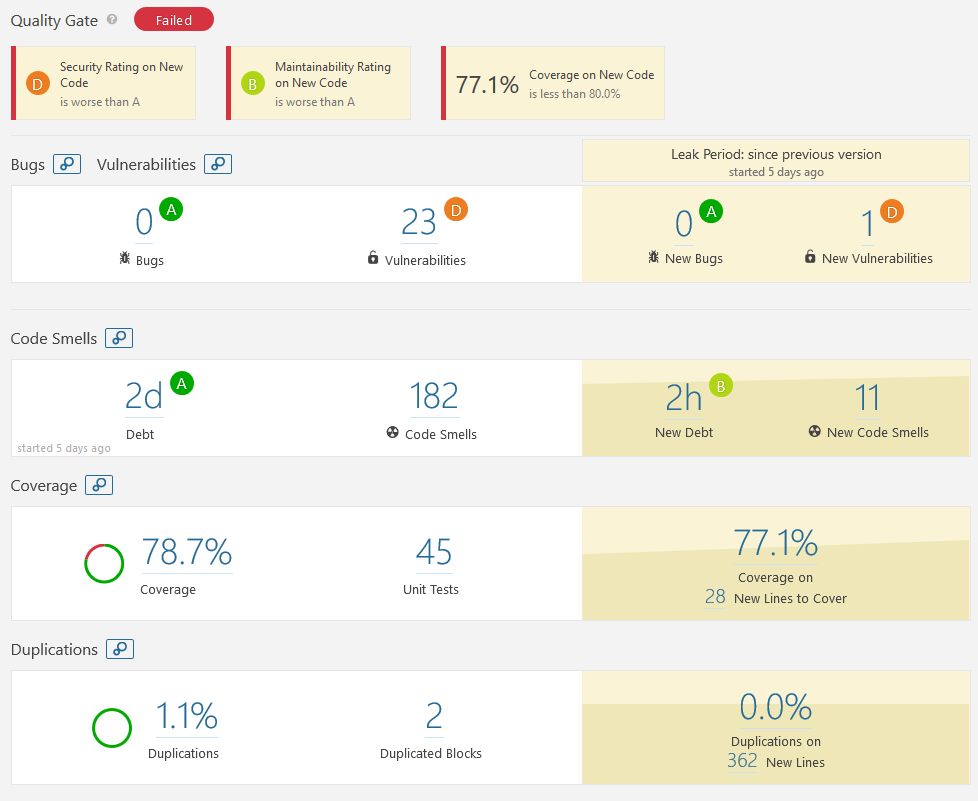 Quality Gate ? Failed
D Security Rating on New
Code
is worse than A
B Maintainability Rating
on New Code
is worse than A
77.1% Coverage on New Code
is less than 80.0%
Bugs Vulnerabilities
Leak Period: since previous version
started 5 days ago
0 A
Bugs
23 D
Vulnerabilities
0 A
New Bugs
1 D
New Vulnerabilities
Code Smells
2d A
Debt
started 5 days ago
182
Code Smells
2h B
New Debt
11
New Code Smells
Coverage
78.7%
Coverage
45
Unit Tests
77.1%
Coverage on
28 New Lines to Cover
Duplications
1.1%
Duplications
2
Duplicated Blocks
0.0%
Duplications on
362 New Lines